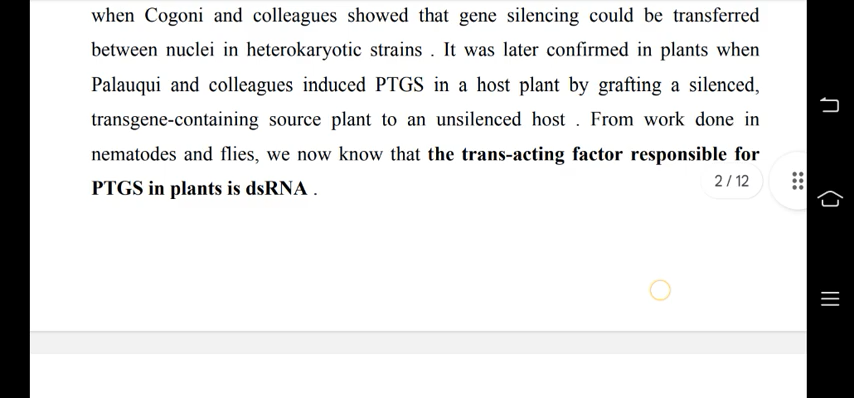 when Cogoni and colleagues showed that gene silencing could be transferred
between nuclei in heterokaryotic strains . It was later confirmed in plants when
Palauqui and colleagues induced PTGS in a host plant by grafting a silenced,
transgene-containing source plant to an unsilenced host . From work done in
nematodes and flies, we now know that the trans-acting factor responsible for
PTGS in plants is dsRNA .
2 / 12